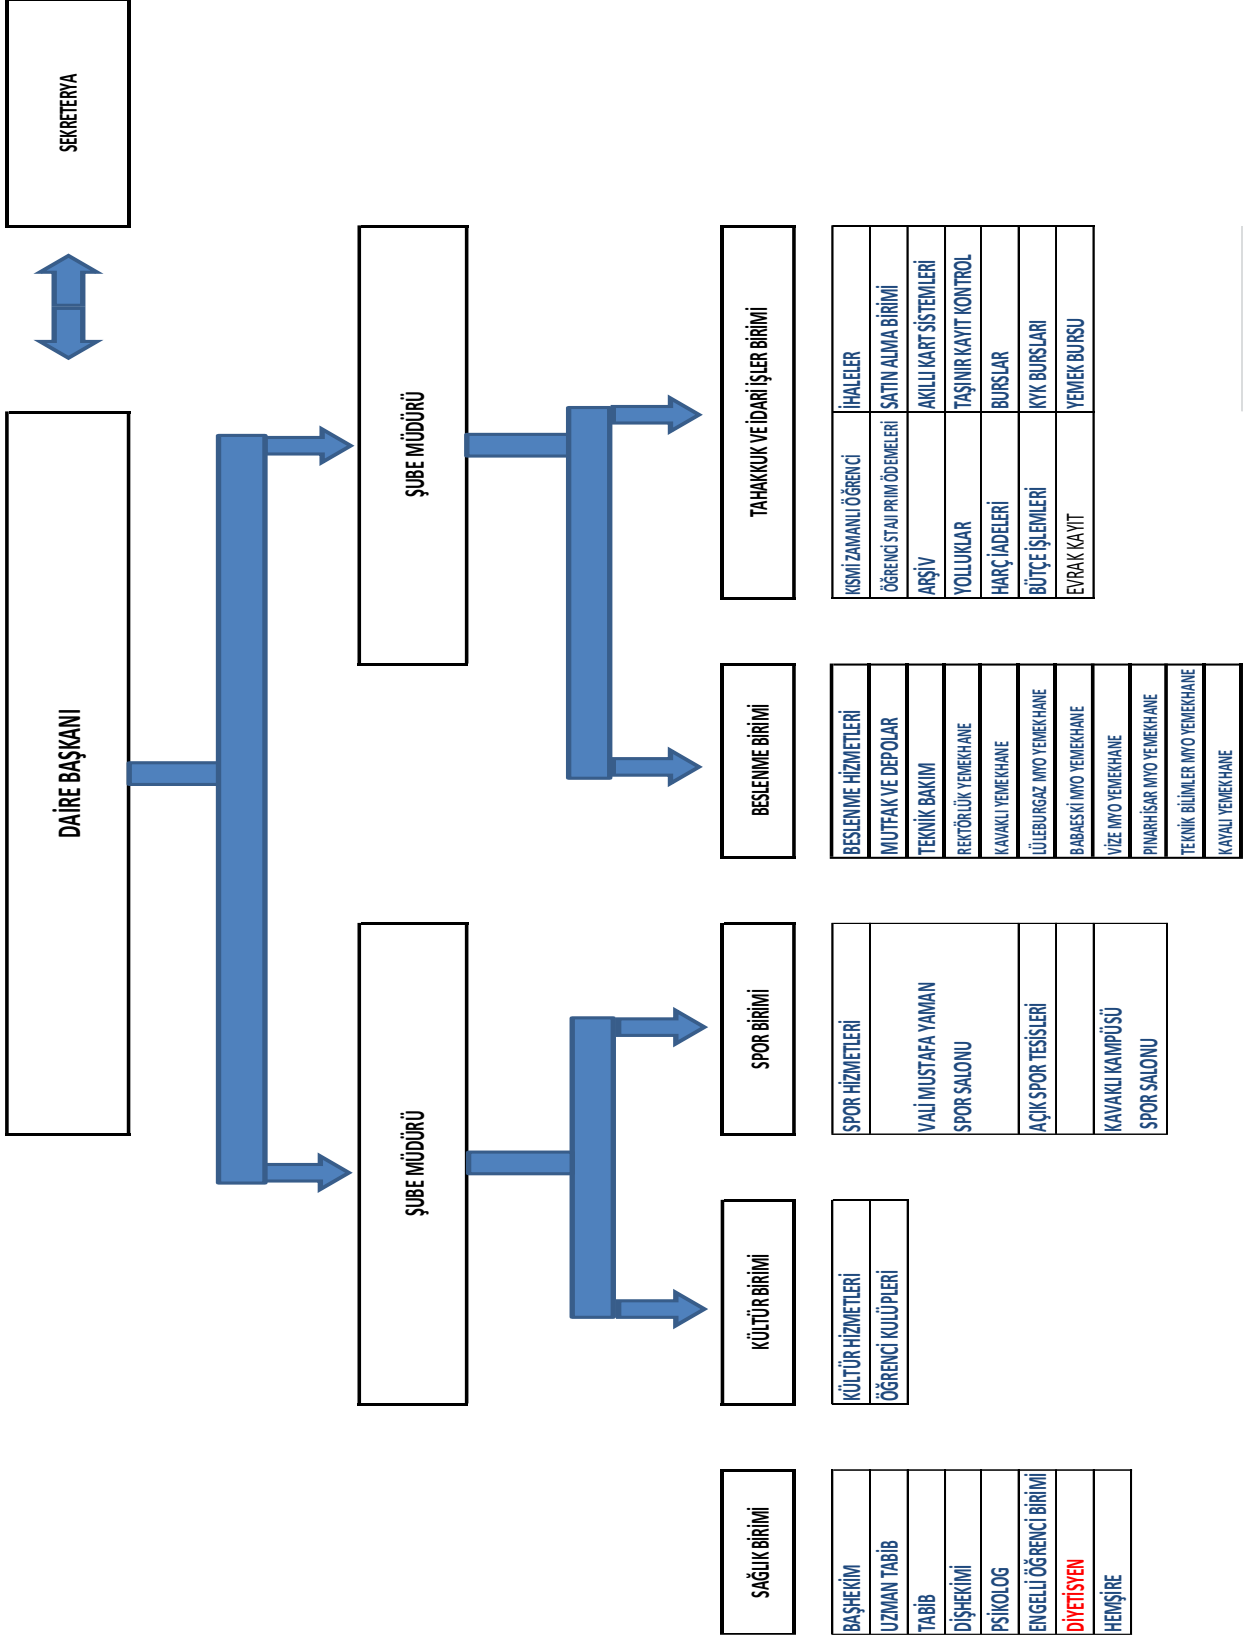 DAİRE BAŞKANI
SEKRETERYA
ŞUBE MÜDÜRÜ
ŞUBE MÜDÜRÜ
SAĞLIK BİRİMİ
KÜLTÜR BİRİMİ
SPOR BİRİMİ
BESLENME BİRİMİ
TAHAKKUK VE İDARİ İŞLER BİRİMİ
BAŞHEKİM
UZMAN TABİB
TABİB
DİŞHEKİMİ
PSİKOLOG
ENGELLİ ÖĞRENCİ BİRİMİ
DİYETİSYEN
HEMŞİRE
KÜLTÜR HİZMETLERİ
ÖĞRENCİ KULÜPLERİ
SPOR HİZMETLERİ
VALİ MUSTAFA YAMAN
SPOR SALONU
AÇIK SPOR TESİSLERİ
KAVAKLI KAMPÜSÜ
SPOR SALONU
BESLENME HİZMETLERİ
MUTFAK VE DEPOLAR
TEKNİK BAKIM
REKTÖRLÜK YEMEKHANE
KAVAKLI YEMEKHANE
LÜLEBURGAZ MYO YEMEKHANE
BABAESKİ MYO YEMEKHANE
VİZE MYO YEMEKHANE
PINARHİSAR MYO YEMEKHANE
TEKNİK BİLİMLER MYO YEMEKHANE
KAYALI YEMEKHANE
KISMİ ZAMANLI ÖĞRENCİ
İHALELER
ÖĞRENCİ STAJI PRİM ÖDEMELERİ
SATIN ALMA BİRİMİ
ARŞİV
AKILLI KART SİSTEMLERİ
YOLLUKLAR
TAŞINIR KAYIT KONTROL
HARÇ İADELERİ
BURSLAR
BÜTÇE İŞLEMLERİ
KYK BURSLARI
EVRAK KAYIT
YEMEK BURSU